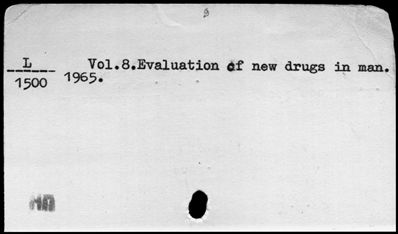 L Vol.8.Evaluation of new drugs in man.
1500 1965.